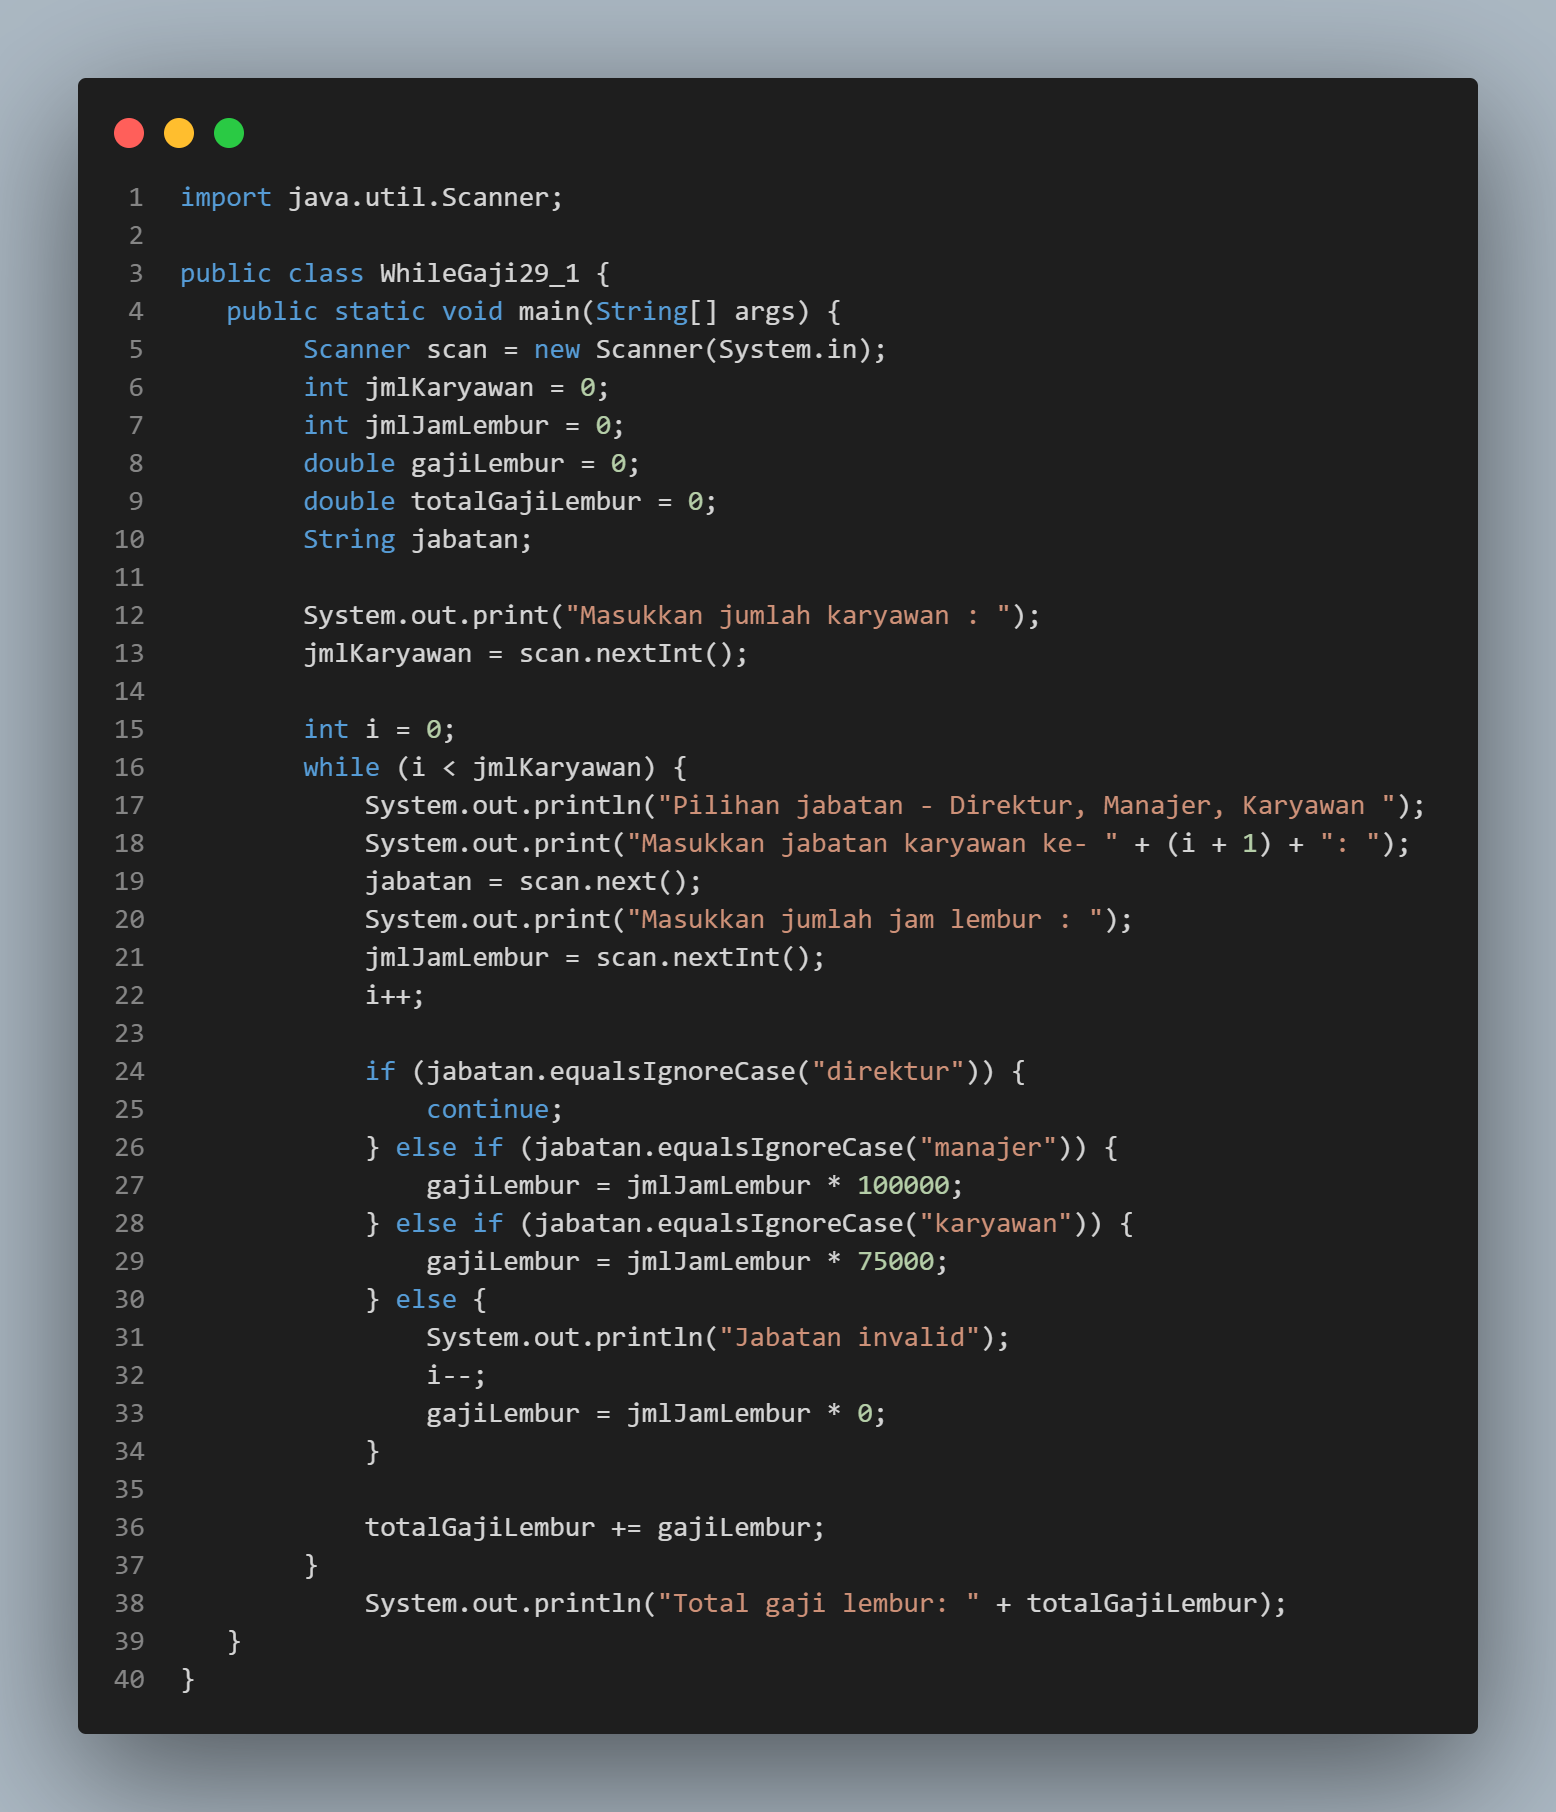 1 import java.util.Scanner;
2
3 public class WhileGaji29_1 {
4    public static void main(String[] args) {
5         Scanner scan = new Scanner(System.in);
6         int jmlKaryawan = 0;
7         int jmlJamLembur = 0;
8         double gajiLembur = 0;
9         double totalGajiLembur = 0;
10         String jabatan;
11
12         System.out.print("Masukkan jumlah karyawan : ");
13         jmlKaryawan = scan.nextInt();
14
15         int i = 0;
16         while (i < jmlKaryawan) {
17             System.out.println("Pilihan jabatan - Direktur, Manajer, Karyawan ");
18             System.out.print("Masukkan jabatan karyawan ke- " + (i + 1) + ": ");
19             jabatan = scan.next();
20             System.out.print("Masukkan jumlah jam lembur : ");
21             jmlJamLembur = scan.nextInt();
22             i++;
23
24             if (jabatan.equalsIgnoreCase("direktur")) {
25                 continue;
26             } else if (jabatan.equalsIgnoreCase("manajer")) {
27                 gajiLembur = jmlJamLembur * 100000;
28             } else if (jabatan.equalsIgnoreCase("karyawan")) {
29                 gajiLembur = jmlJamLembur * 75000;
30             } else {
31                 System.out.println("Jabatan invalid");
32                 i--;
33                 gajiLembur = jmlJamLembur * 0;
34             }
35
36             totalGajiLembur += gajiLembur;
37         }
38             System.out.println("Total gaji lembur: " + totalGajiLembur);
39    }
40 }